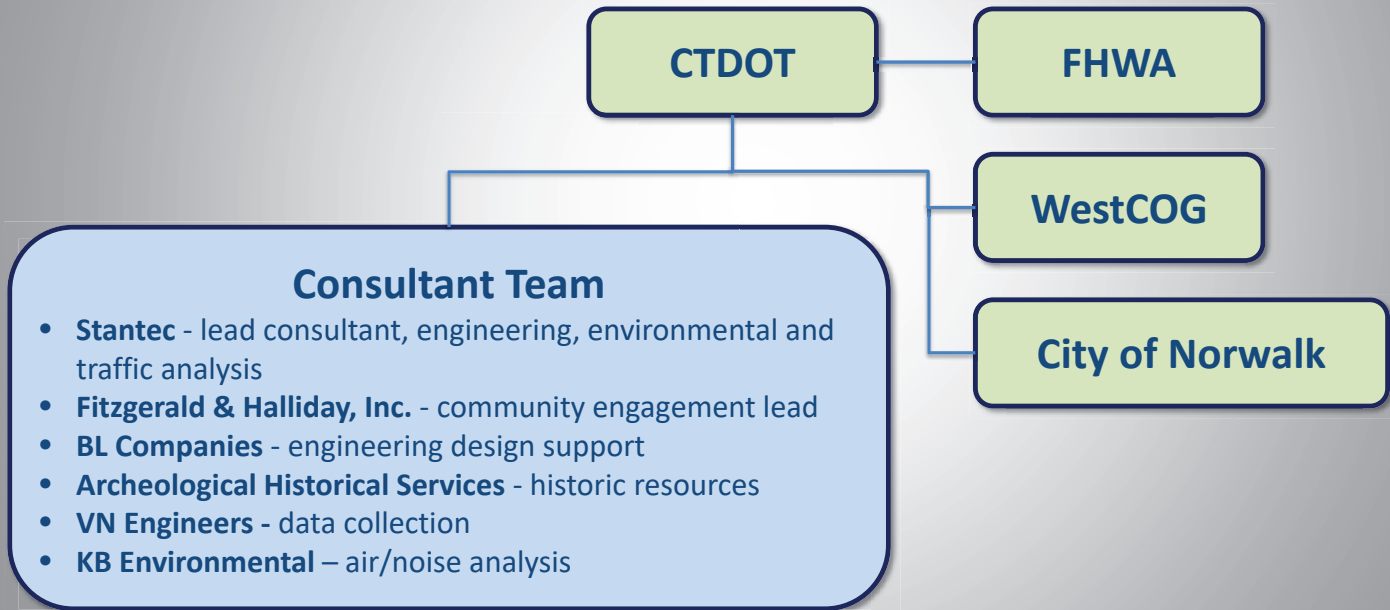 CTDOT
FHWA
WestCOG
City of Norwalk
Consultant Team
• Stantec - lead consultant, engineering, environmental and
traffic analysis
• Fitzgerald & Halliday, Inc. - community engagement lead
• BL Companies - engineering design support
• Archeological Historical Services - historic resources
• VN Engineers - data collection
• KB Environmental – air/noise analysis